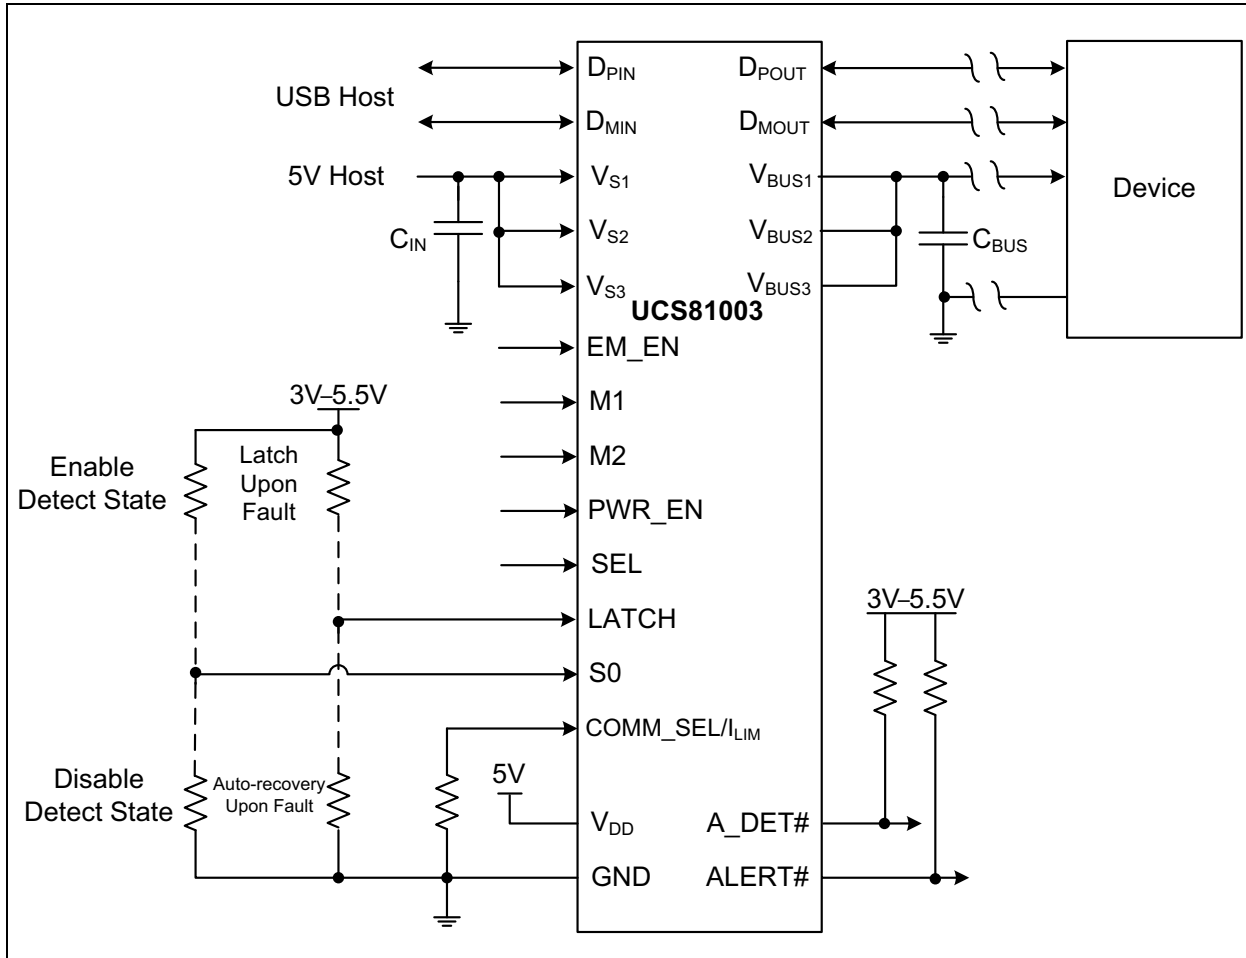 USB Host
5V Host
C_IN
3V–5.5V
Enable
Detect State
Latch
Upon
Fault
Disable
Detect State
Auto-recovery
Upon Fault
5V
D_PIN
D_MIN
V_S1
V_S2
V_S3
UCS81003
EM_EN
M1
M2
PWR_EN
SEL
LATCH
S0
COMM_SEL/I_LIM
V_DD
GND
D_POUT
D_MOUT
V_BUS1
V_BUS2
V_BUS3
A_DET#
ALERT#
C_BUS
Device
3V–5.5V